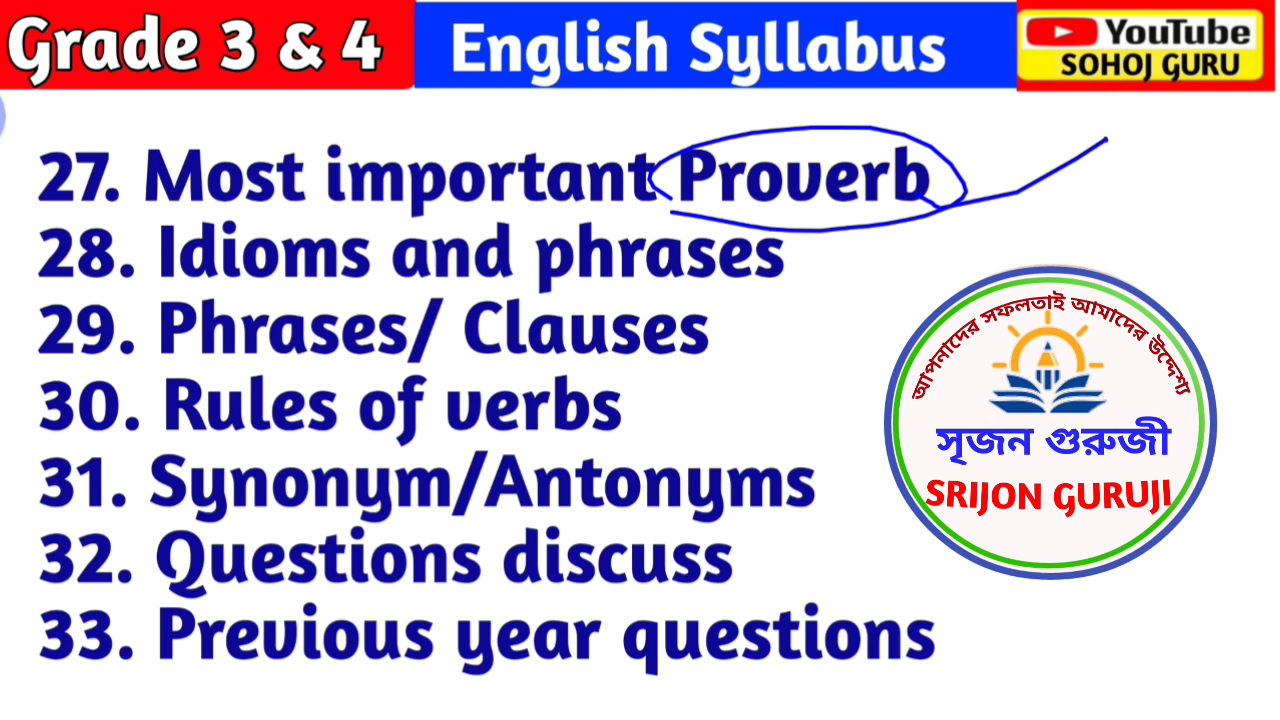 Grade 3 & 4
English Syllabus
YouTube
SOHOJ GURU
27. Most important Proverb
28. Idioms and phrases
29. Phrases/ Clauses
30. Rules of verbs
31. Synonym/Antonyms
32. Questions discuss
33. Previous year questions
আপনাদের সফলতাই আমাদের উদ্দেশ্য
সৃজন গুরুজী
SRIJON GURUJI